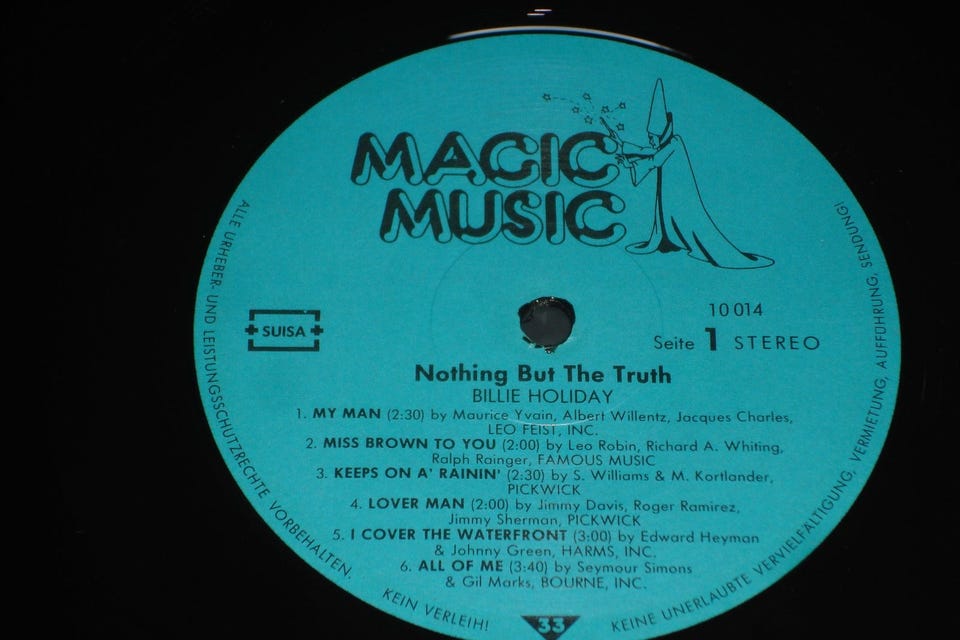 MAGIC
MUSIC
SUISA
10 014
Seite 1 STEREO
Nothing But The Truth
BILLIE HOLIDAY
1. MY MAN (2:30) by Maurice Yvain, Albert Willentz, Jacques Charles,
LEO FEIST, INC.
2. MISS BROWN TO YOU (2:00) by Leo Robin, Richard A. Whiting,
Ralph Rainger, FAMOUS MUSIC
3. KEEPS ON A' RAININ' (2:30) by S. Williams & M. Kortlander,
PICKWICK
4. LOVER MAN (2:00) by Jimmy Davis, Roger Ramirez,
Jimmy Sherman, PICKWICK
5. I COVER THE WATERFRONT (3:00) by Edward Heyman
& Johnny Green, HARMS, INC.
6. ALL OF ME (3:40) by Seymour Simons
& Gil Marks, BOURNE, INC.
ALLE URHEBER- UND LEISTUNGSSCHUTZRECHTE VORBEHALTEN.
KEIN VERLEIH!
33
KEINE UNERLAUBTE VERVIELFÄLTIGUNG, VERMIETUNG, AUFFÜHRUNG, SENDUNG!